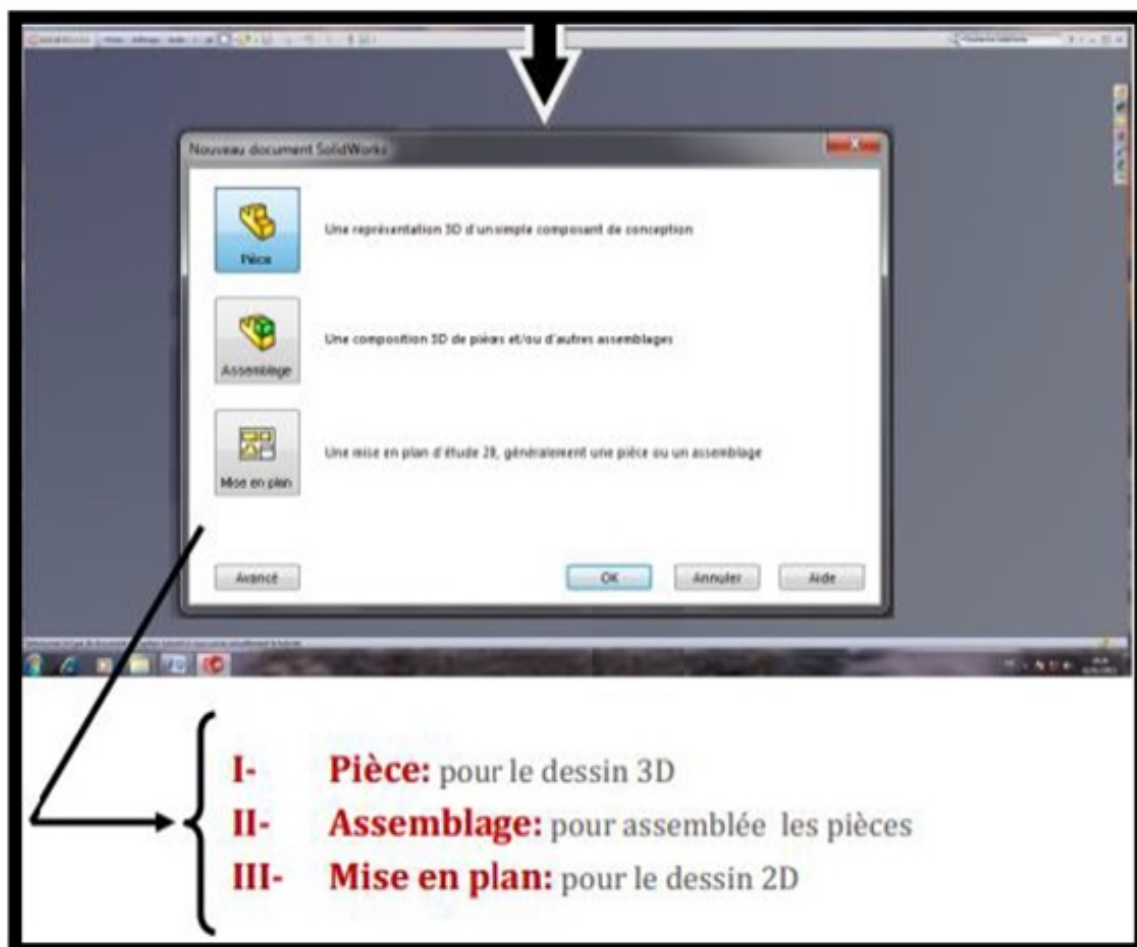 Nouveau document SolidWorks
Pièce
Une représentation 3D d'un simple composant de conception
Assemblage
Une composition 3D de pièces et/ou d'autres assemblages
Mise en plan
Une mise en plan d'étude 2D, généralement une pièce ou un assemblage
Avancé
OK
Annuler
Aide
I- Pièce: pour le dessin 3D
II- Assemblage: pour assemblée les pièces
III- Mise en plan: pour le dessin 2D